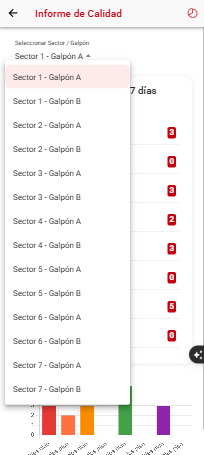 Informe de Calidad
Seleccionar Sector / Galpón
Sector 1 - Galpón A
Sector 1 - Galpón A
7 días
Sector 1 - Galpón B
Sector 2 - Galpón A
3
Sector 2 - Galpón B
0
Sector 3 - Galpón A
Sector 3 - Galpón B
3
Sector 4 - Galpón A
2
Sector 4 - Galpón B
3
Sector 5 - Galpón A
0
Sector 5 - Galpón B
5
Sector 6 - Galpón A
Sector 6 - Galpón B
0
Sector 7 - Galpón A
Sector 7 - Galpón B
3
2
1
0